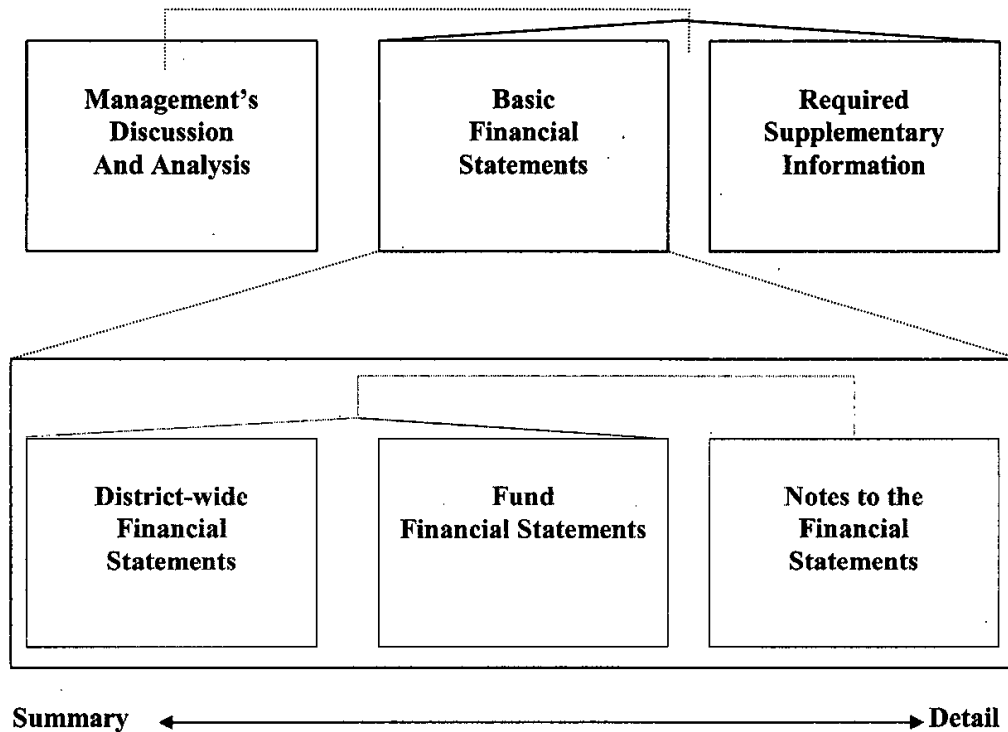 Management's
Discussion
And Analysis
Basic
Financial
Statements
Required
Supplementary
Information
District-wide
Financial
Statements
Fund
Financial Statements
Notes to the
Financial
Statements
Summary
Detail